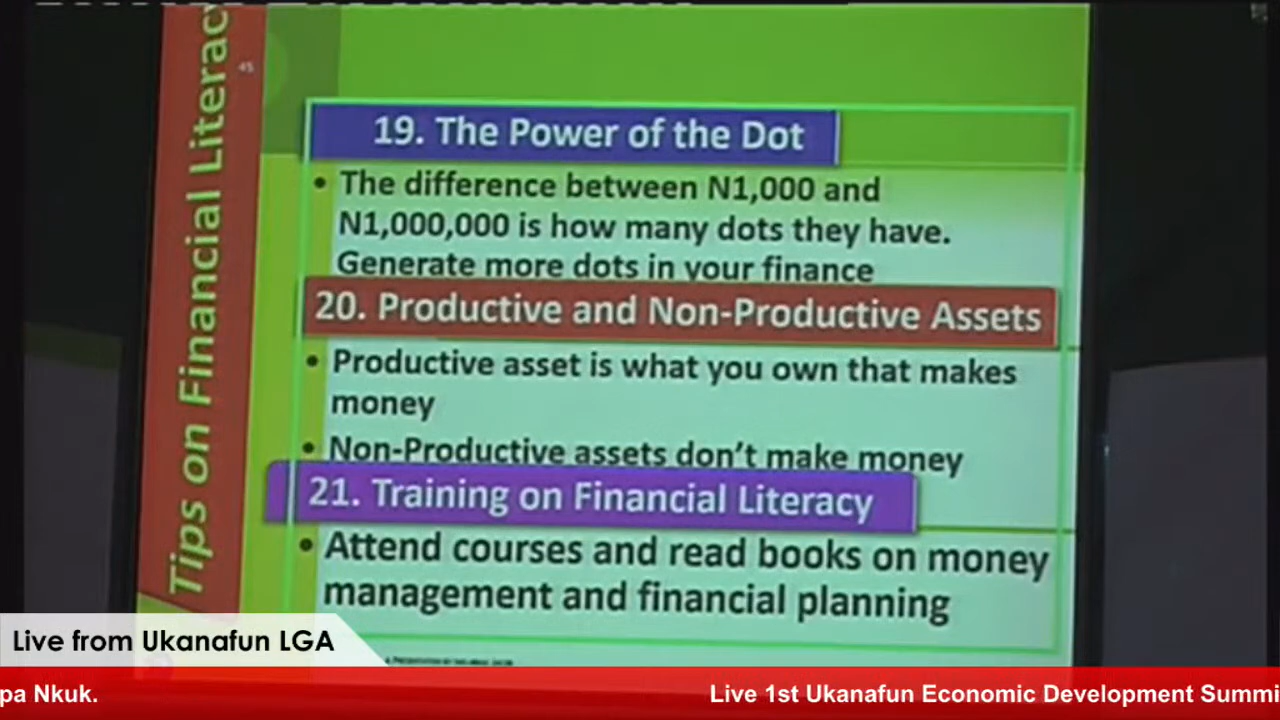 Tips on Financial Literacy
45
19. The Power of the Dot
• The difference between N1,000 and
N1,000,000 is how many dots they have.
Generate more dots in your finance
20. Productive and Non-Productive Assets
• Productive asset is what you own that makes
money
• Non-Productive assets don't make money
21. Training on Financial Literacy
• Attend courses and read books on money
management and financial planning
Live from Ukanafun LGA
pa Nkuk.
Live 1st Ukanafun Economic Development Summi